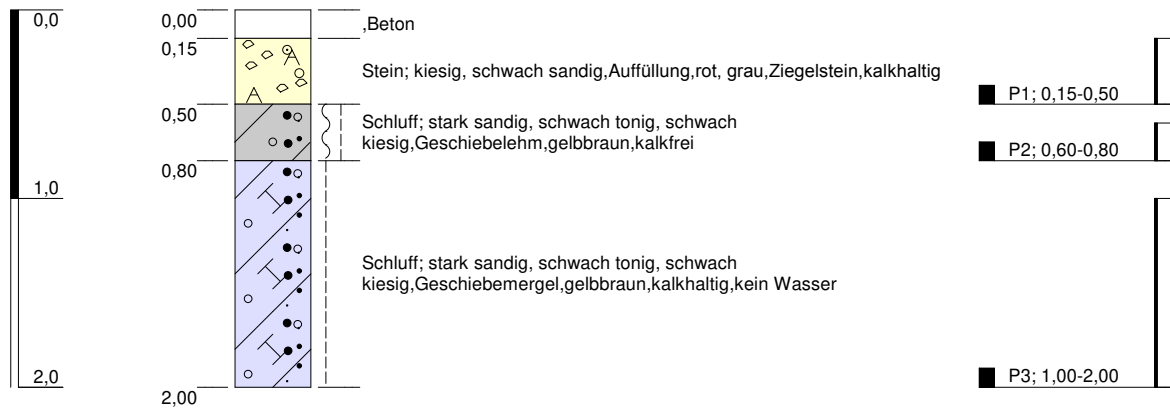 0,0
0,00
,Beton
0,15
Stein; kiesig, schwach sandig,Auffüllung,rot, grau,Ziegelstein,kalkhaltig
P1; 0,15-0,50
0,50
Schluff; stark sandig, schwach tonig, schwach
kiesig,Geschiebelehm,gelbbraun,kalkfrei
P2; 0,60-0,80
0,80
1,0
Schluff; stark sandig, schwach tonig, schwach
kiesig,Geschiebemergel,gelbbraun,kalkhaltig,kein Wasser
P3; 1,00-2,00
2,0
2,00